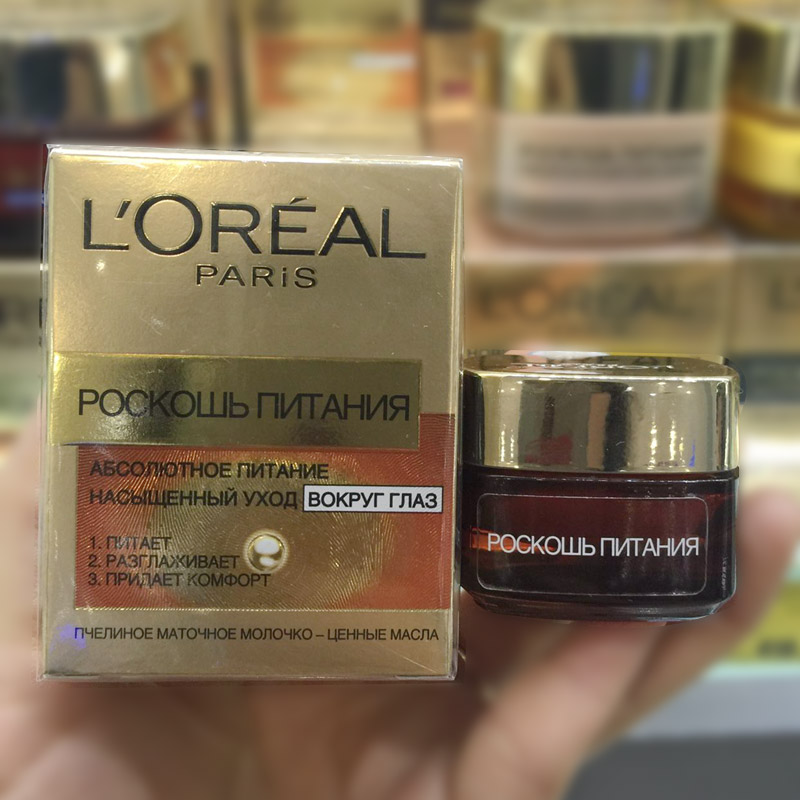 L'ORÉAL
PARiS
РОСКОШЬ ПИТАНИЯ
АБСОЛЮТНОЕ ПИТАНИЕ
НАСЫЩЕННЫЙ УХОД ВОКРУГ ГЛАЗ
1. ПИТАЕТ
2. РАЗГЛАЖИВАЕТ
3. ПРИДАЕТ КОМФОРТ
ПЧЕЛИНОЕ МАТОЧНОЕ МОЛОЧКО – ЦЕННЫЕ МАСЛА
РОСКОШЬ ПИТАНИЯ
L'ORÉAL